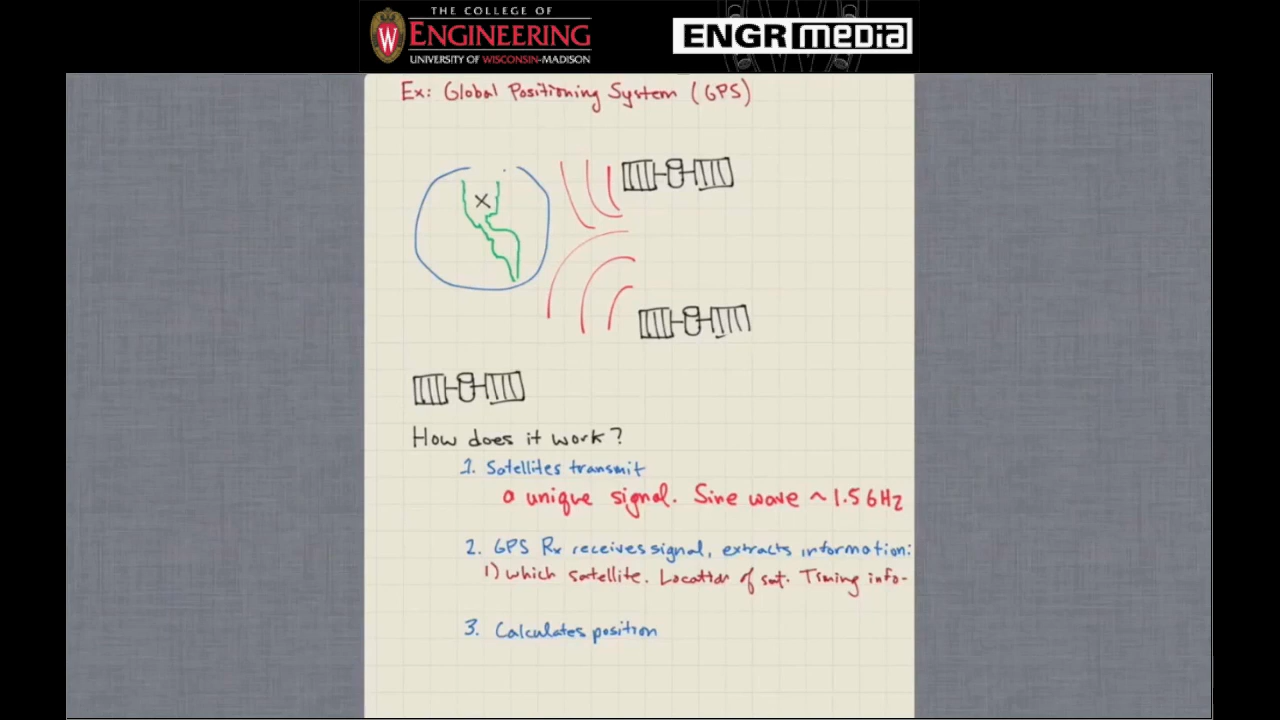 THE COLLEGE OF
ENGINEERING
UNIVERSITY OF WISCONSIN-MADISON
W
ENGR media
Ex: Global Positioning System (GPS)
X
How does it work?
1. Satellites transmit
a unique signal. Sine wave ~ 1.5 GHz
2. GPS Rx receives signal, extracts information:
1) which satellite. Location of sat. Timing info-
3. Calculates position